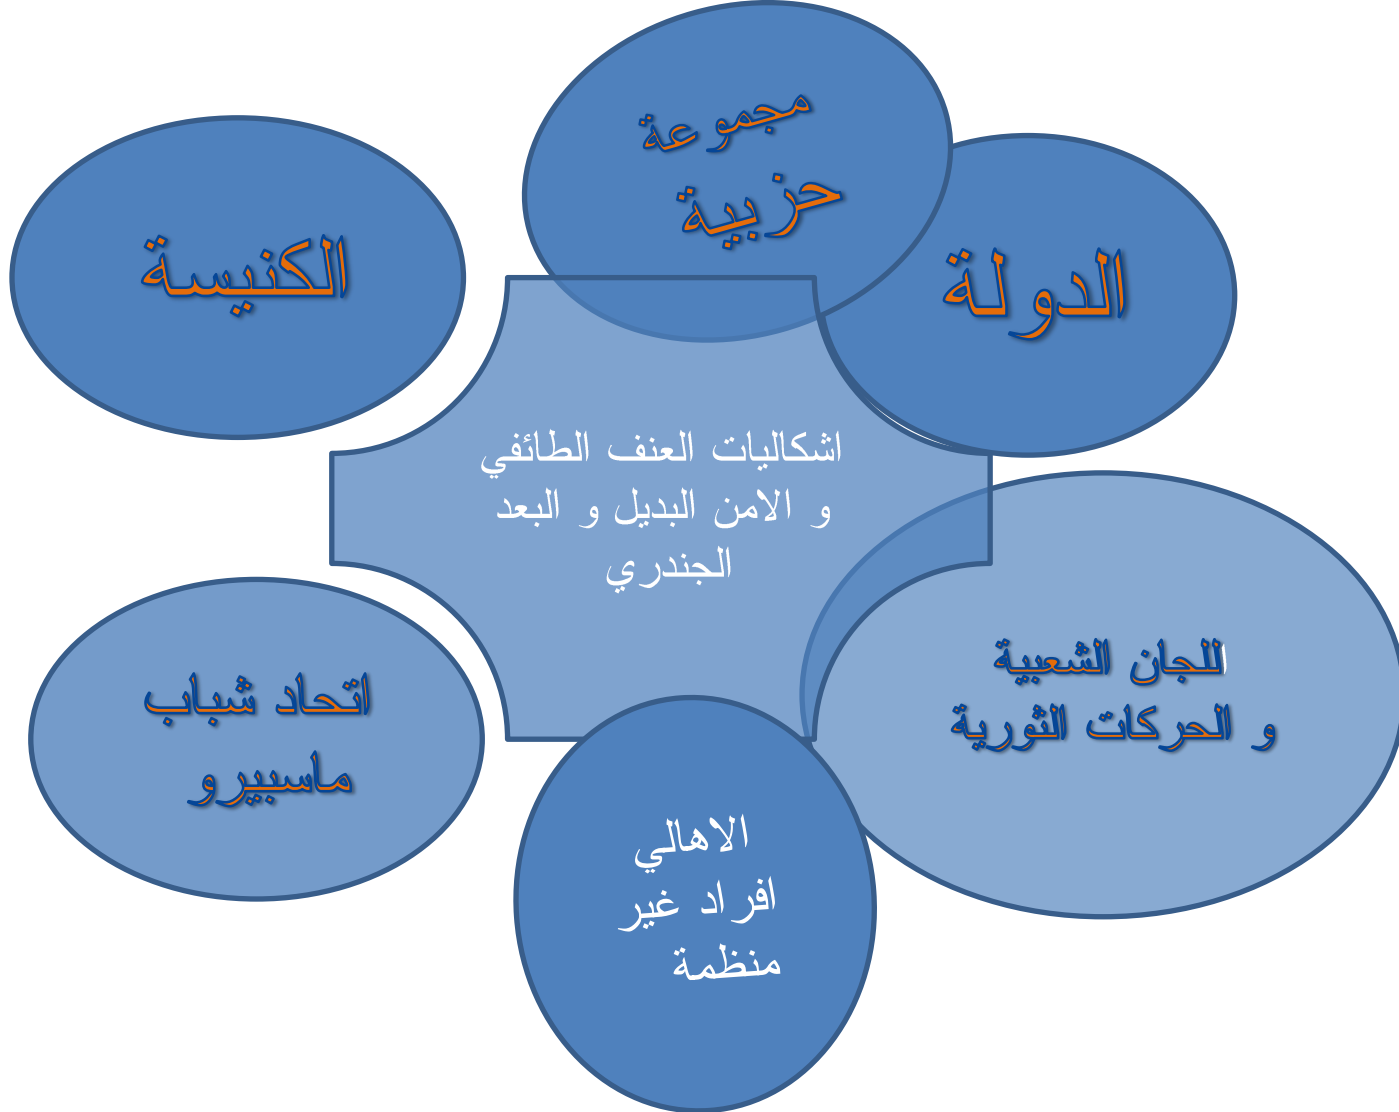 مجموعة
حزبية
الدولة
الكنيسة
اشكاليات العنف الطائفي
و الامن البديل و البعد
الجندري
اللجان الشعبية
و الحركات الثورية
اتحاد شباب
ماسبيرو
الاهالي
افراد غير
منظمة